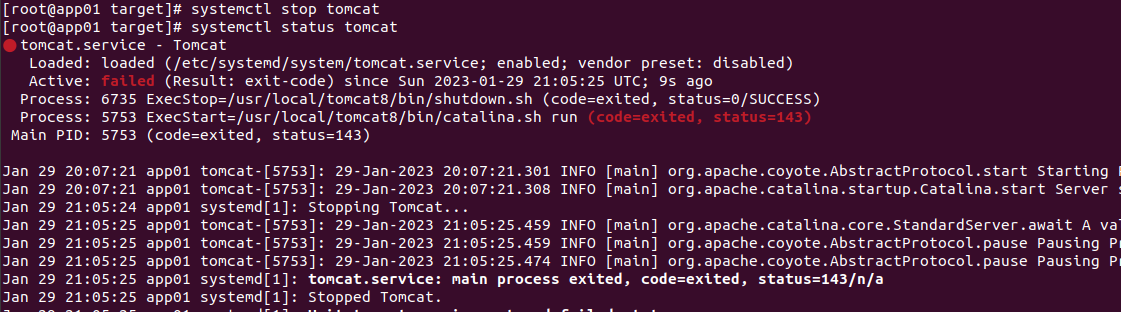 [root@app01 target]# systemctl stop tomcat
[root@app01 target]# systemctl status tomcat
● tomcat.service - Tomcat
   Loaded: loaded (/etc/systemd/system/tomcat.service; enabled; vendor preset: disabled)
   Active: failed (Result: exit-code) since Sun 2023-01-29 21:05:25 UTC; 9s ago
  Process: 6735 ExecStop=/usr/local/tomcat8/bin/shutdown.sh (code=exited, status=0/SUCCESS)
  Process: 5753 ExecStart=/usr/local/tomcat8/bin/catalina.sh run (code=exited, status=143)
 Main PID: 5753 (code=exited, status=143)

Jan 29 20:07:21 app01 tomcat-[5753]: 29-Jan-2023 20:07:21.301 INFO [main] org.apache.coyote.AbstractProtocol.start Starting
Jan 29 20:07:21 app01 tomcat-[5753]: 29-Jan-2023 20:07:21.308 INFO [main] org.apache.catalina.startup.Catalina.start Server s
Jan 29 21:05:24 app01 systemd[1]: Stopping Tomcat...
Jan 29 21:05:25 app01 tomcat-[5753]: 29-Jan-2023 21:05:25.459 INFO [main] org.apache.catalina.core.StandardServer.await A va
Jan 29 21:05:25 app01 tomcat-[5753]: 29-Jan-2023 21:05:25.459 INFO [main] org.apache.coyote.AbstractProtocol.pause Pausing Pr
Jan 29 21:05:25 app01 tomcat-[5753]: 29-Jan-2023 21:05:25.474 INFO [main] org.apache.coyote.AbstractProtocol.pause Pausing Pr
Jan 29 21:05:25 app01 systemd[1]: tomcat.service: main process exited, code=exited, status=143/n/a
Jan 29 21:05:25 app01 systemd[1]: Stopped Tomcat.